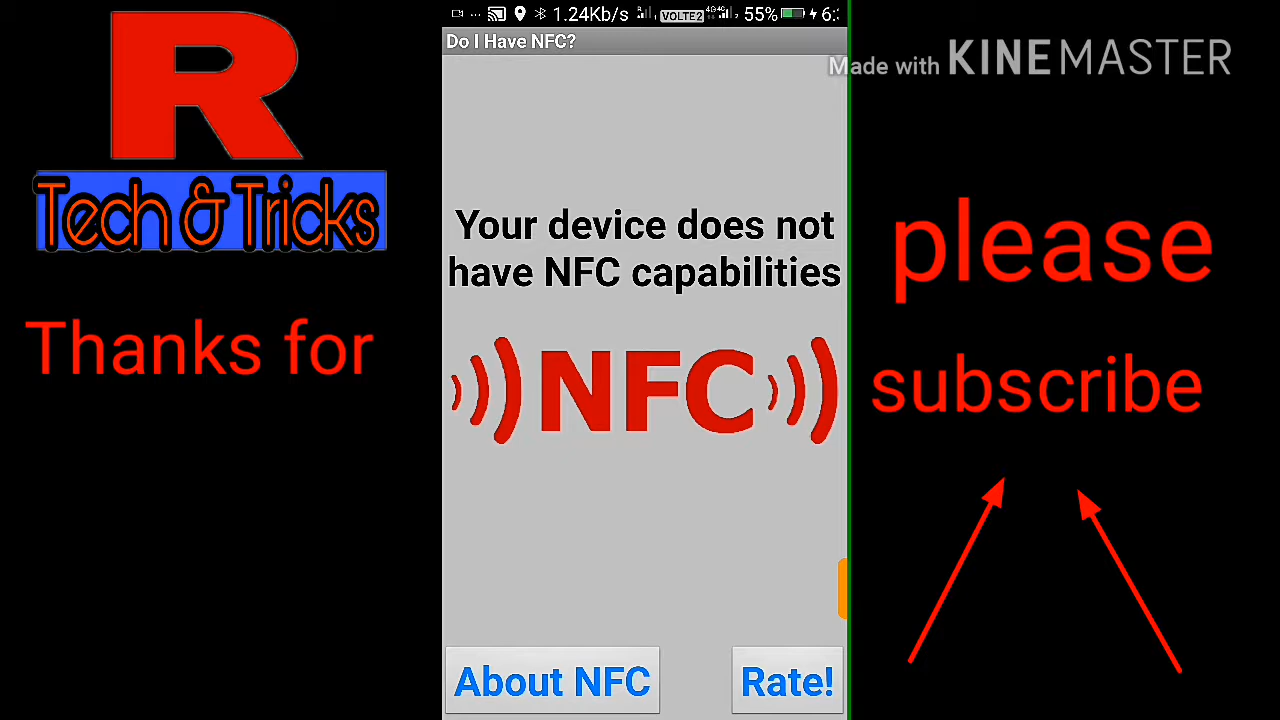 1.24Kb/s VOLTE2 55% 6:
Do I Have NFC?
Made with KINEMASTER
R
Tech & Tricks
Thanks for
Your device does not
have NFC capabilities
NFC
please
subscribe
About NFC
Rate!